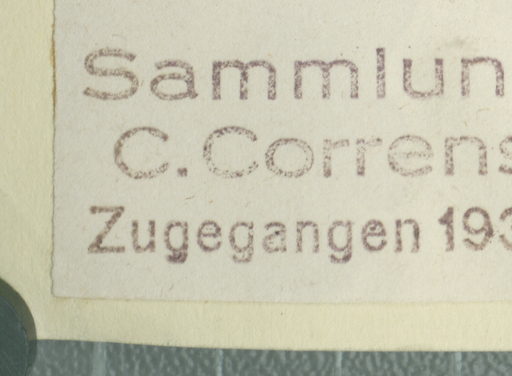 Sammlun
C. Correns
Zugegangen 193